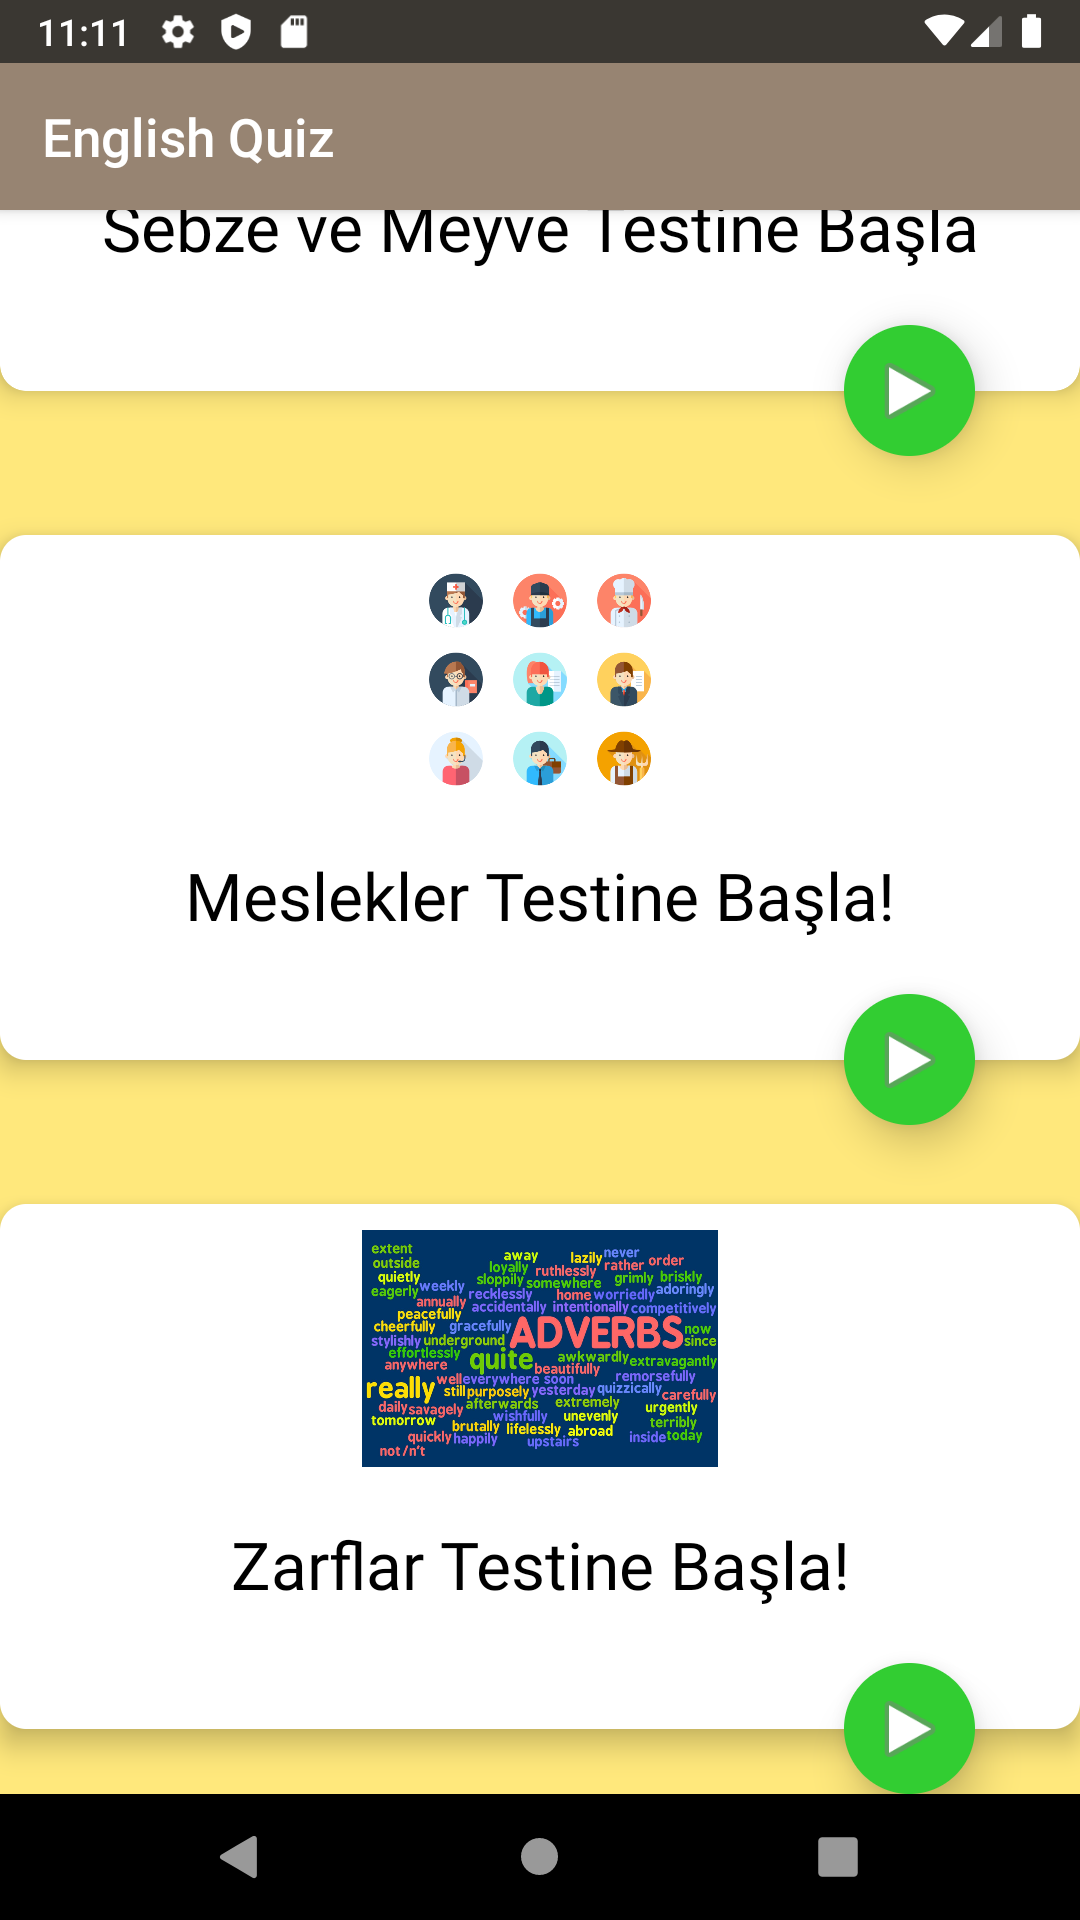 11:11
English Quiz
Sebze ve Meyve Testine Başla
Meslekler Testine Başla!
extent
away lazily never
outside loyally ruthlessly rather order
quietly sloppily somewhere grimly briskly
eagerly weekly recklessly home worriedly adoringly
annually accidentally intentionally competitively
peacefully
cheerfully gracefully ADVERBS now
stylishly underground since
effortlessly quite awkwardly extravagantly
anywhere beautifully
well everywhere soon remorsefully
really still purposely yesterday quizzically carefully
daily savagely afterwards extremely urgently
tomorrow wishfully unevenly terribly
brutally lifelessly abroad
quickly happily upstairs inside today
not/n't
Zarflar Testine Başla!